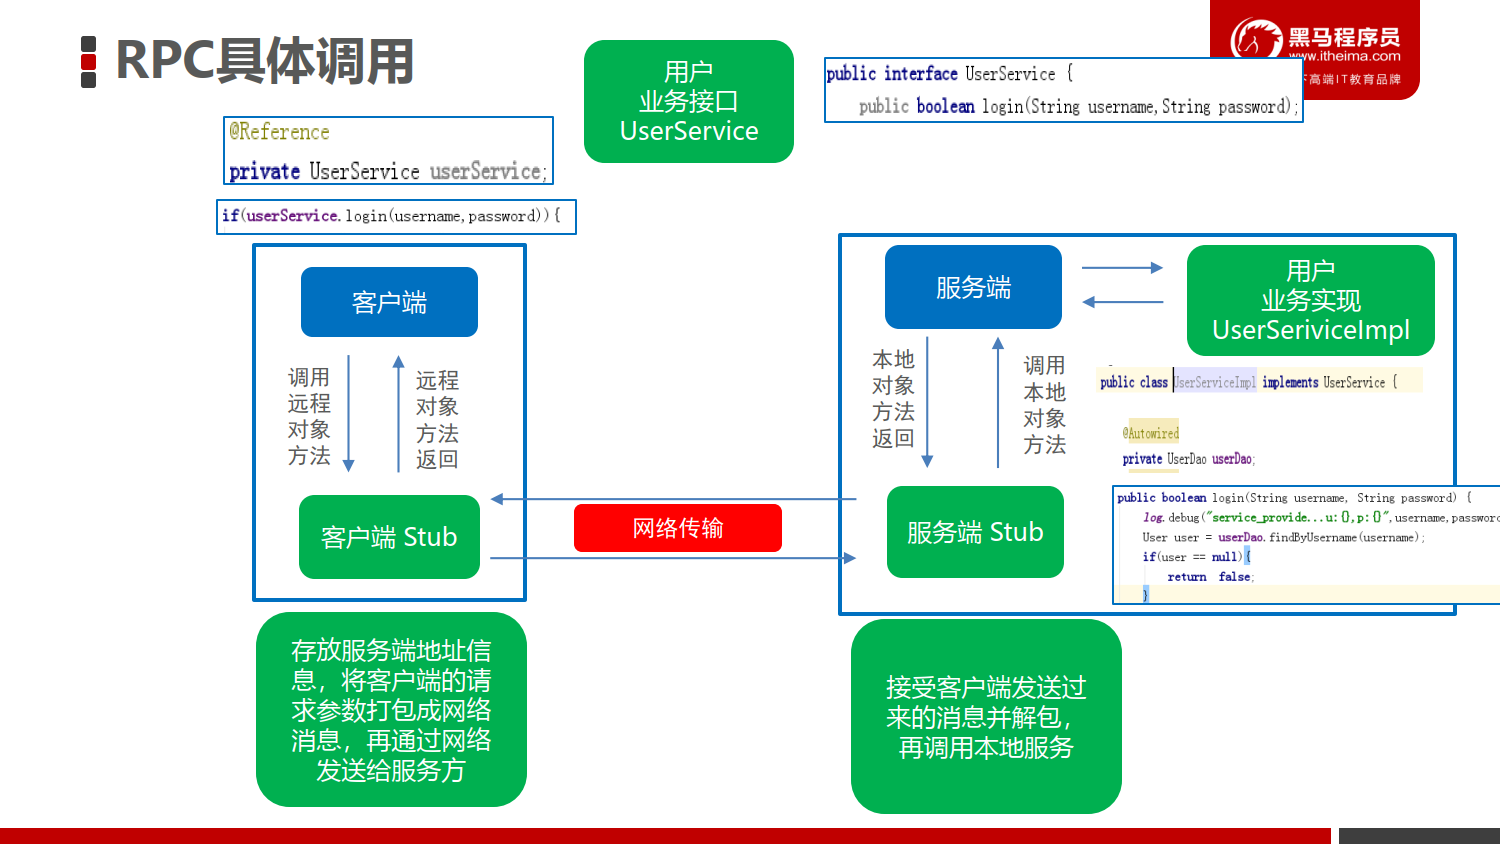 RPC具体调用
黑马程序员
www.itheima.com
下高端IT教育品牌
用户
业务接口
UserService
public interface UserService {
public boolean login(String username,String password);
@Reference
private UserService userService;
if(userService.login(username,password)){
客户端
调用
远程
对象
方法
远程
对象
方法
返回
客户端 Stub
网络传输
服务端
本地
对象
方法
返回
调用
本地
对象
方法
服务端 Stub
用户
业务实现
UserSeriviceImpl
public class UserServiceImpl implements UserService {
@Autowired
private UserDao userDao;
public boolean login(String username, String password) {
log.debug("service_provide...u:{},p:{}",username,password
User user = userDao.findByUsername(username);
if(user == null){
return false;
}
存放服务端地址信
息，将客户端的请
求参数打包成网络
消息，再通过网络
发送给服务方
接受客户端发送过
来的消息并解包，
再调用本地服务